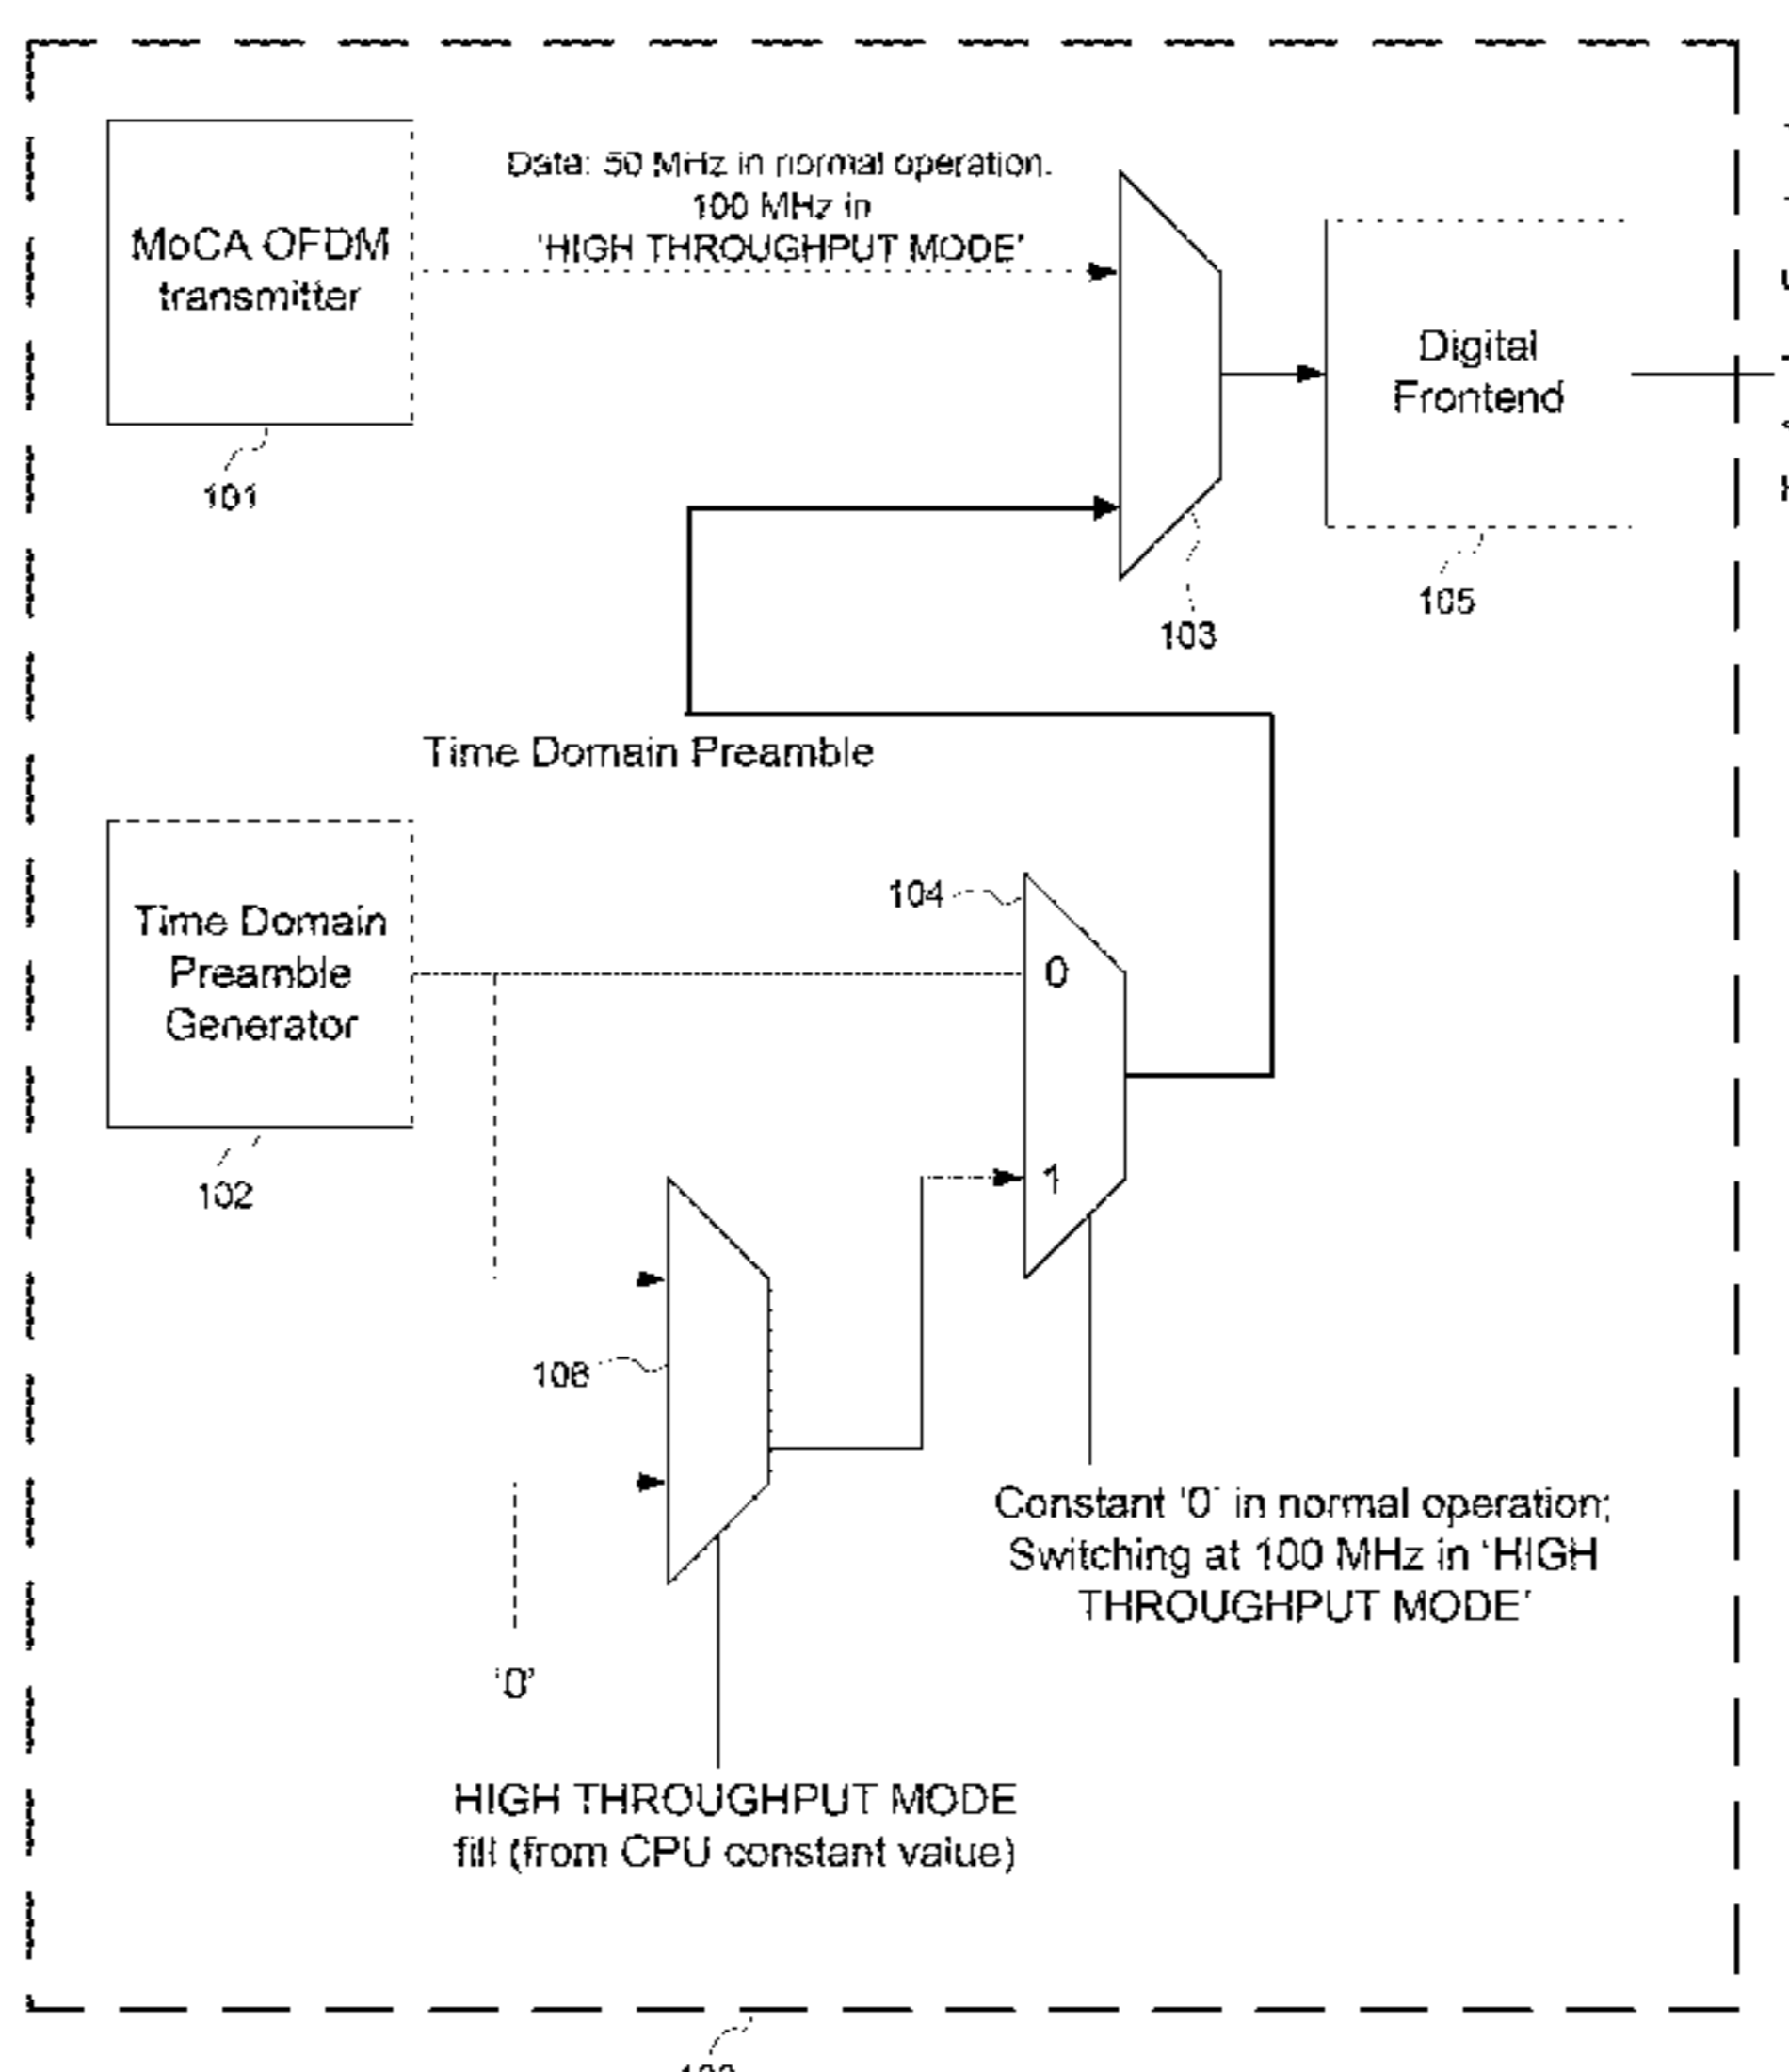 Data: 50 MHz in normal operation.
100 MHz in
'HIGH THROUGHPUT MODE'
MoCA OFDM
transmitter
101
Digital
Frontend
105
103
Time Domain Preamble
104
Time Domain
Preamble
Generator
0
1
102
106
Constant '0' in normal operation;
Switching at 100 MHz in 'HIGH
THROUGHPUT MODE'
'0'
HIGH THROUGHPUT MODE
fill (from CPU constant value)